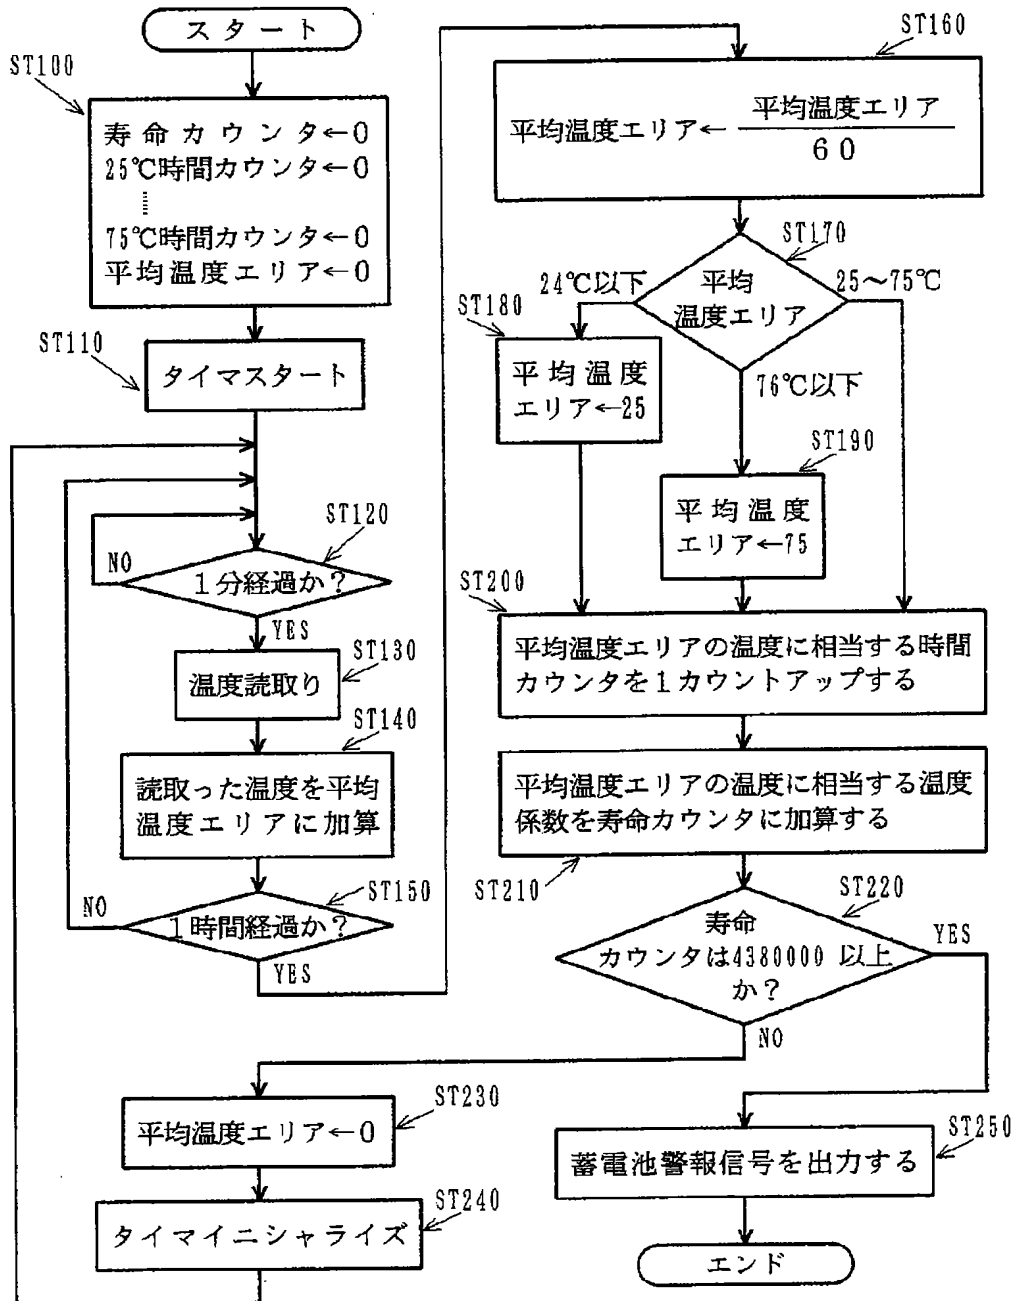 スタート
ST100
寿命カウンタ←0
25℃時間カウンタ←0
75℃時間カウンタ←0
平均温度エリア←0
ST110
タイマスタート
ST120
NO
1分経過か?
YES
ST130
温度読取り
ST140
読取った温度を平均
温度エリアに加算
ST150
NO
1時間経過か?
YES
ST160
平均温度エリア←
平均温度エリア
60
ST170
24℃以下
平均
温度エリア
25〜75℃
ST180
平均温度
エリア←25
76℃以下
ST190
平均温度
エリア←75
ST200
平均温度エリアの温度に相当する時間
カウンタを1カウントアップする
平均温度エリアの温度に相当する温度
係数を寿命カウンタに加算する
ST210
ST220
寿命
カウンタは4380000 以上
か?
YES
NO
ST230
平均温度エリア←0
ST240
タイマイニシャライズ
ST250
蓄電池警報信号を出力する
エンド